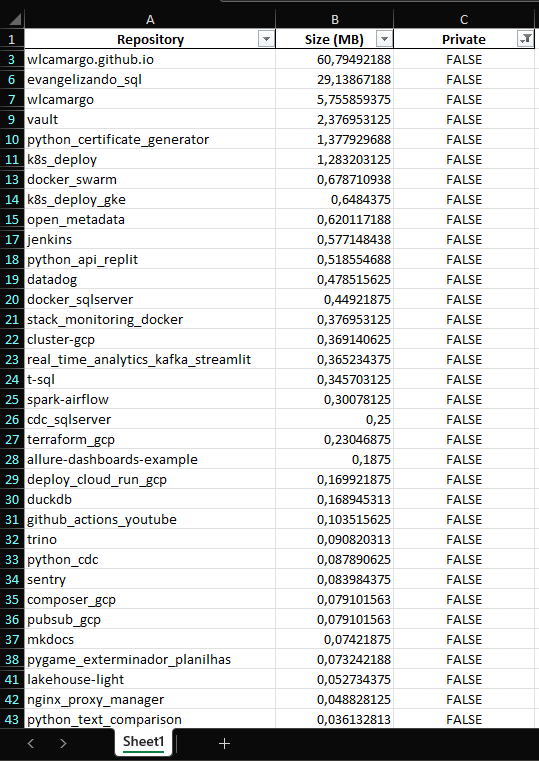 A B C
1 Repository Size (MB) Private
3 wlcamargo.github.io 60,79492188 FALSE
6 evangelizando_sql 29,13867188 FALSE
7 wlcamargo 5,755859375 FALSE
9 vault 2,376953125 FALSE
10 python_certificate_generator 1,377929688 FALSE
11 k8s_deploy 1,283203125 FALSE
13 docker_swarm 0,678710938 FALSE
14 k8s_deploy_gke 0,6484375 FALSE
15 open_metadata 0,620117188 FALSE
17 jenkins 0,577148438 FALSE
18 python_api_replit 0,518554688 FALSE
19 datadog 0,478515625 FALSE
20 docker_sqlserver 0,44921875 FALSE
21 stack_monitoring_docker 0,376953125 FALSE
22 cluster-gcp 0,369140625 FALSE
23 real_time_analytics_kafka_streamlit 0,365234375 FALSE
24 t-sql 0,345703125 FALSE
25 spark-airflow 0,30078125 FALSE
26 cdc_sqlserver 0,25 FALSE
27 terraform_gcp 0,23046875 FALSE
28 allure-dashboards-example 0,1875 FALSE
29 deploy_cloud_run_gcp 0,169921875 FALSE
30 duckdb 0,168945313 FALSE
31 github_actions_youtube 0,103515625 FALSE
32 trino 0,090820313 FALSE
33 python_cdc 0,087890625 FALSE
34 sentry 0,083984375 FALSE
35 composer_gcp 0,079101563 FALSE
36 pubsub_gcp 0,079101563 FALSE
37 mkdocs 0,07421875 FALSE
38 pygame_exterminador_planilhas 0,073242188 FALSE
41 lakehouse-light 0,052734375 FALSE
42 nginx_proxy_manager 0,048828125 FALSE
43 python_text_comparison 0,036132813 FALSE
Sheet1